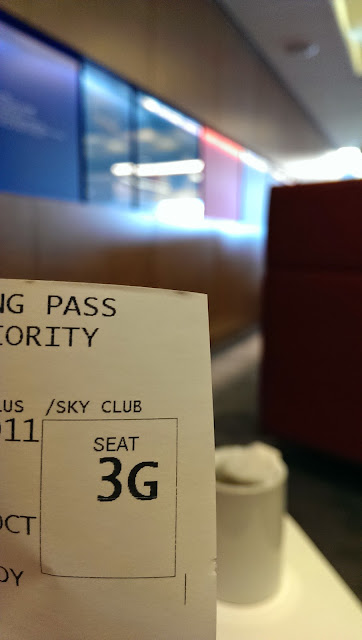 NG PASS
IORITY
LUS /SKY CLUB
011
SEAT
3G
OCT
DY